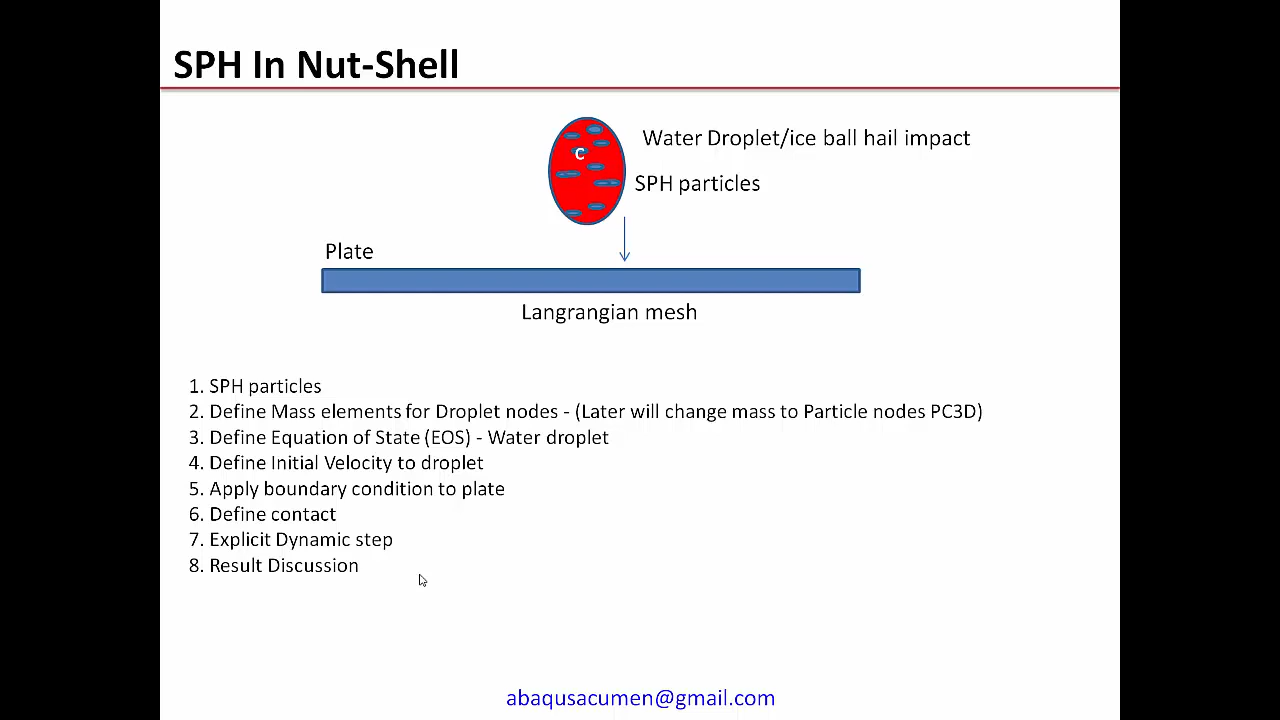 SPH In Nut-Shell
C
Water Droplet/ice ball hail impact
SPH particles
Plate
Langrangian mesh
1. SPH particles
2. Define Mass elements for Droplet nodes - (Later will change mass to Particle nodes PC3D)
3. Define Equation of State (EOS) - Water droplet
4. Define Initial Velocity to droplet
5. Apply boundary condition to plate
6. Define contact
7. Explicit Dynamic step
8. Result Discussion
abaqusacumen@gmail.com